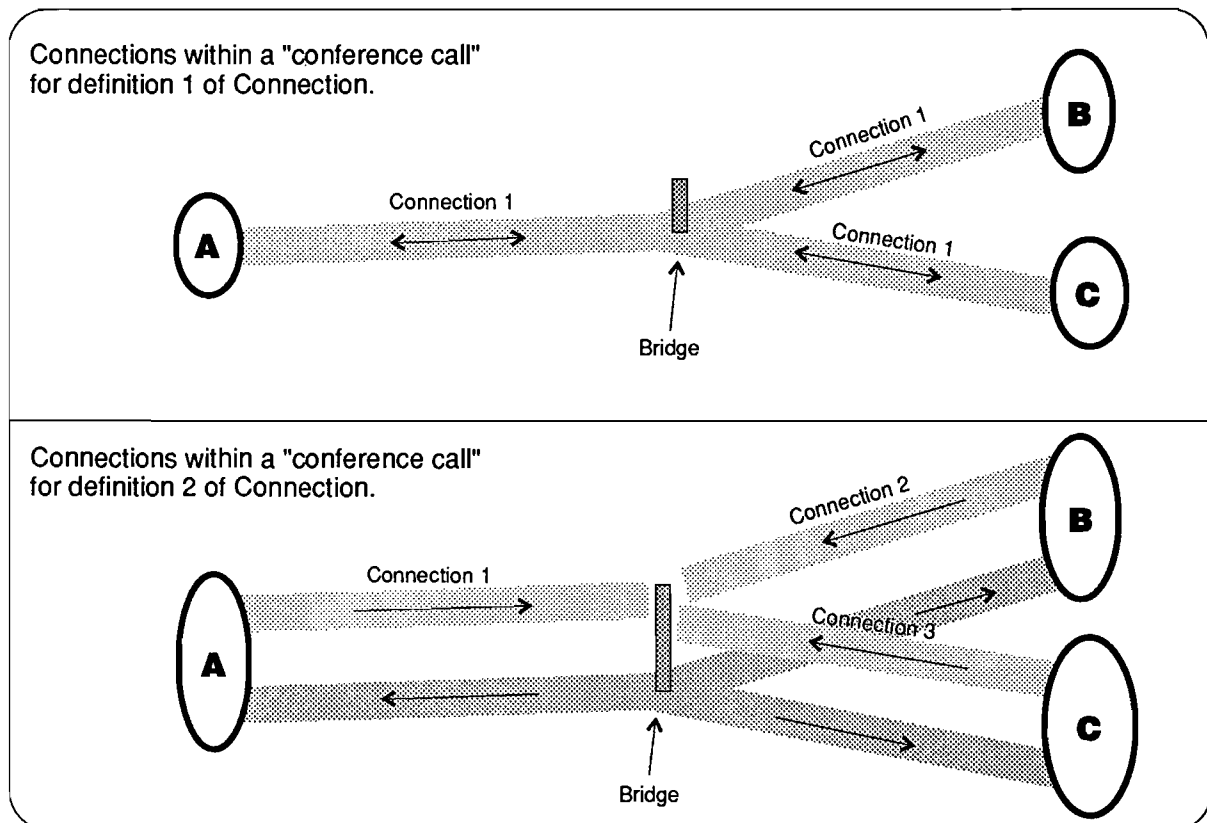 Connections within a "conference call"
for definition 1 of Connection.
B
Connection 1
Connection 1
A
Connection 1
C
Bridge
Connections within a "conference call"
for definition 2 of Connection.
Connection 2
B
Connection 1
Connection 3
A
C
Bridge